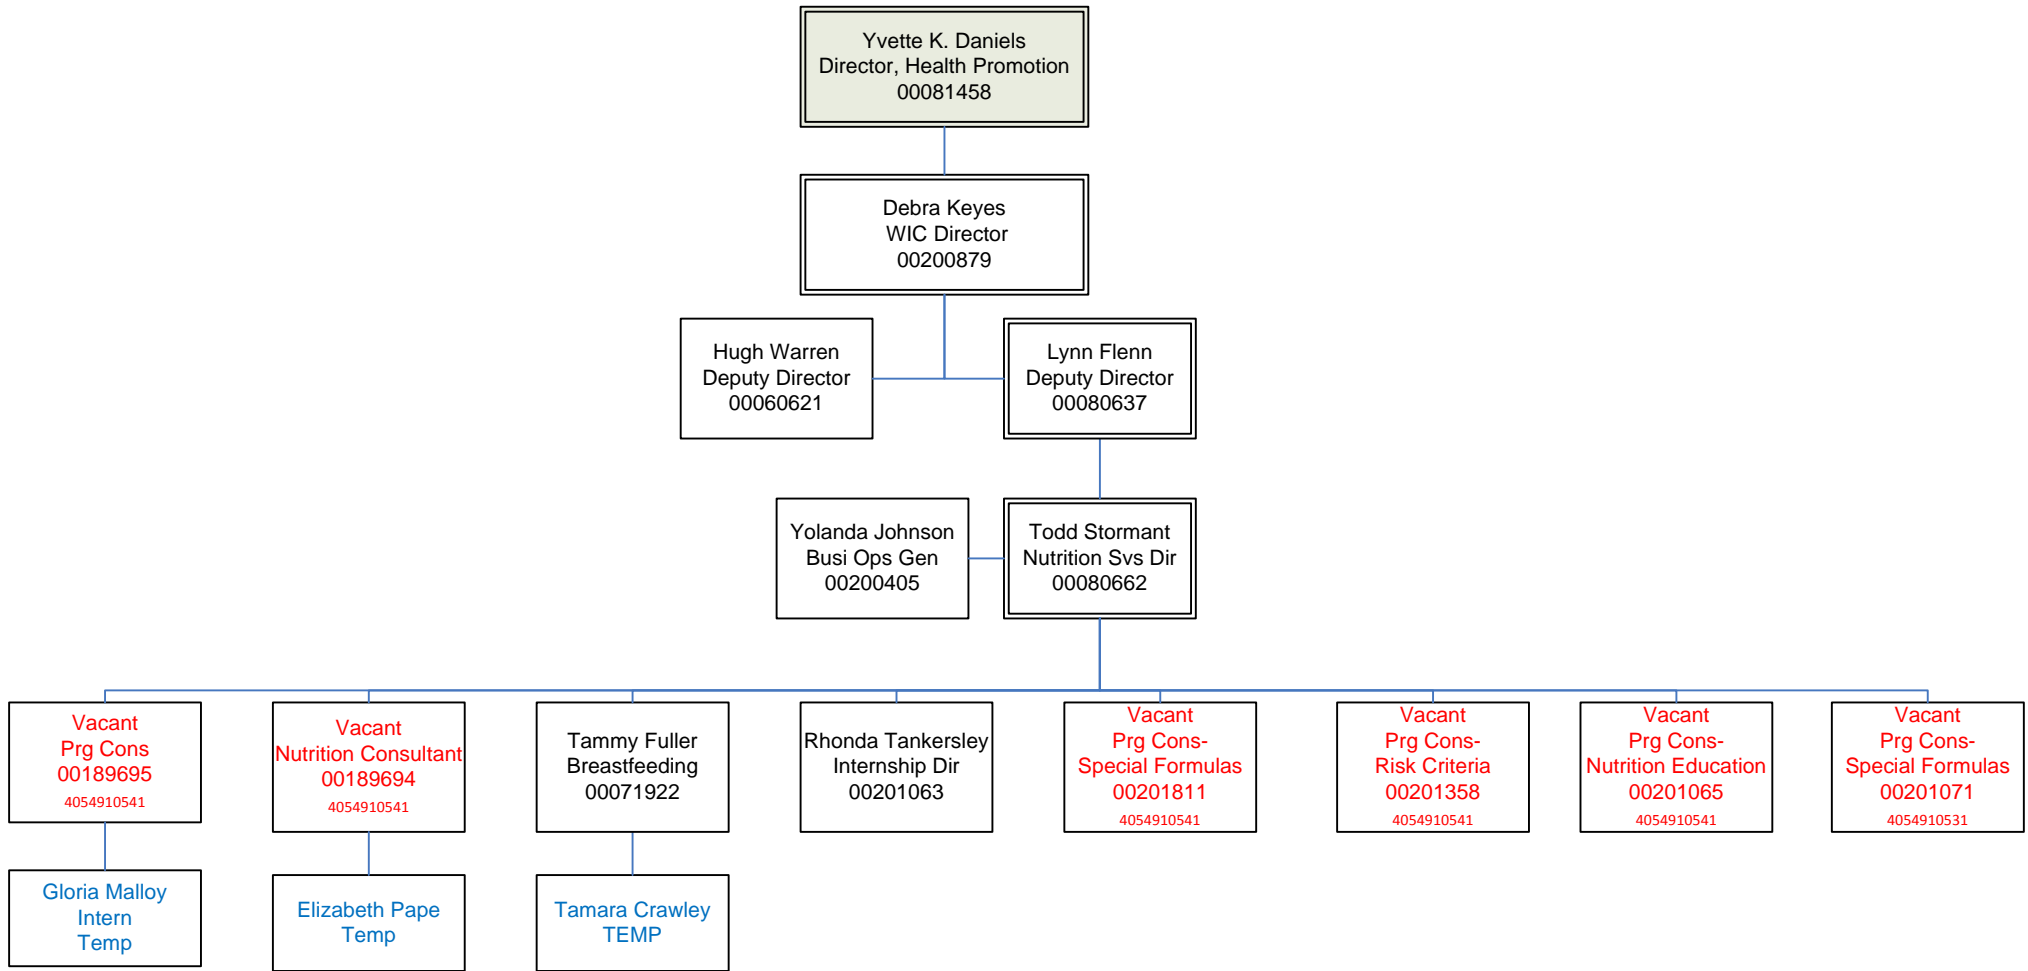 Yvette K. Daniels
Director, Health Promotion
00081458
Debra Keyes
WIC Director
00200879
Hugh Warren
Deputy Director
00060621
Lynn Flenn
Deputy Director
00080637
Yolanda Johnson
Busi Ops Gen
00200405
Todd Stormant
Nutrition Svs Dir
00080662
Vacant
Prg Cons
00189695
4054910541
Vacant
Nutrition Consultant
00189694
4054910541
Tammy Fuller
Breastfeeding
00071922
Rhonda Tankersley
Internship Dir
00201063
Vacant
Prg Cons-
Special Formulas
00201811
4054910541
Vacant
Prg Cons-
Risk Criteria
00201358
4054910541
Vacant
Prg Cons-
Nutrition Education
00201065
4054910541
Vacant
Prg Cons-
Special Formulas
00201071
4054910531
Gloria Malloy
Intern
Temp
Elizabeth Pape
Temp
Tamara Crawley
TEMP